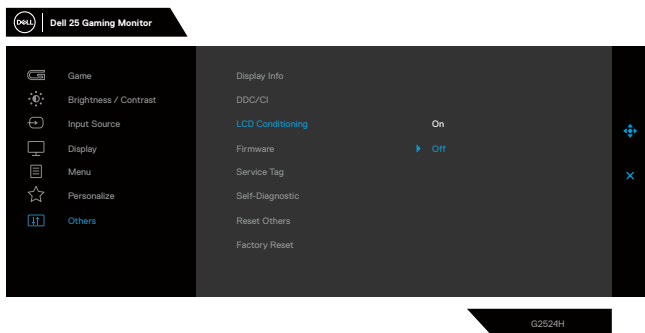 DELL Dell 25 Gaming Monitor
Game
Brightness / Contrast
Input Source
Display
Menu
Personalize
Others
Display Info
DDC/CI
LCD Conditioning
On
Firmware
Off
Service Tag
Self-Diagnostic
Reset Others
Factory Reset
G2524H